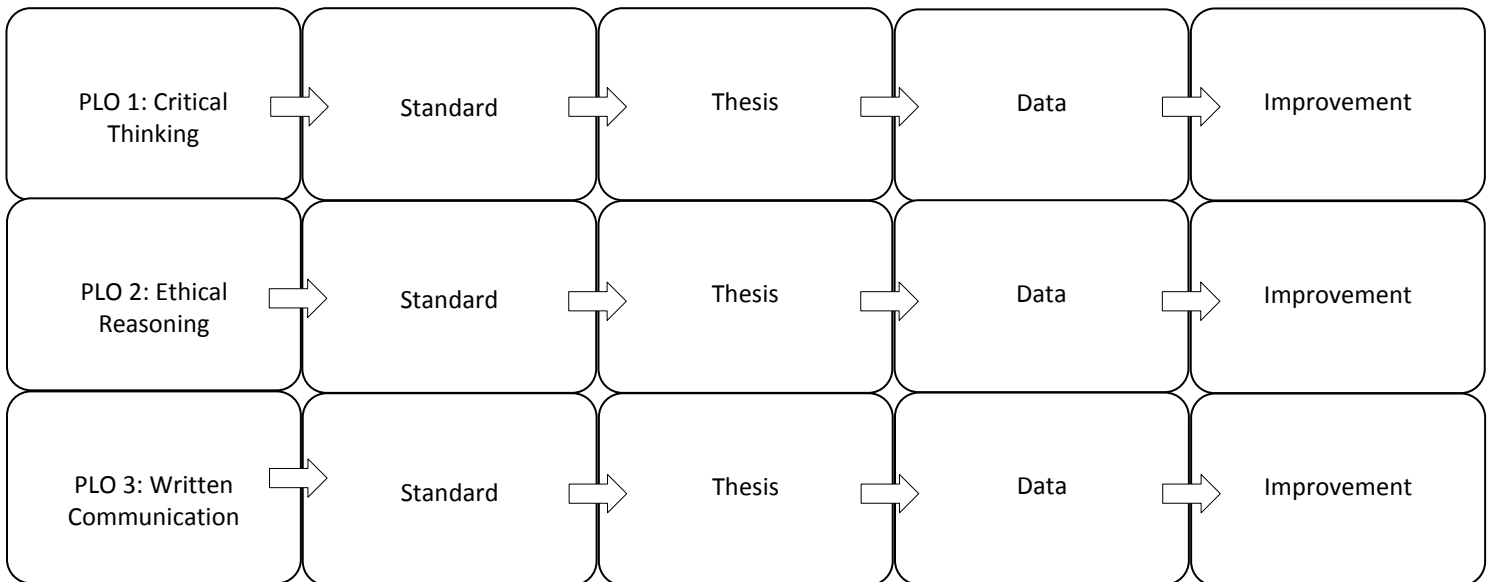 PLO 1: Critical
Thinking
Standard
Thesis
Data
Improvement
PLO 2: Ethical
Reasoning
Standard
Thesis
Data
Improvement
PLO 3: Written
Communication
Standard
Thesis
Data
Improvement